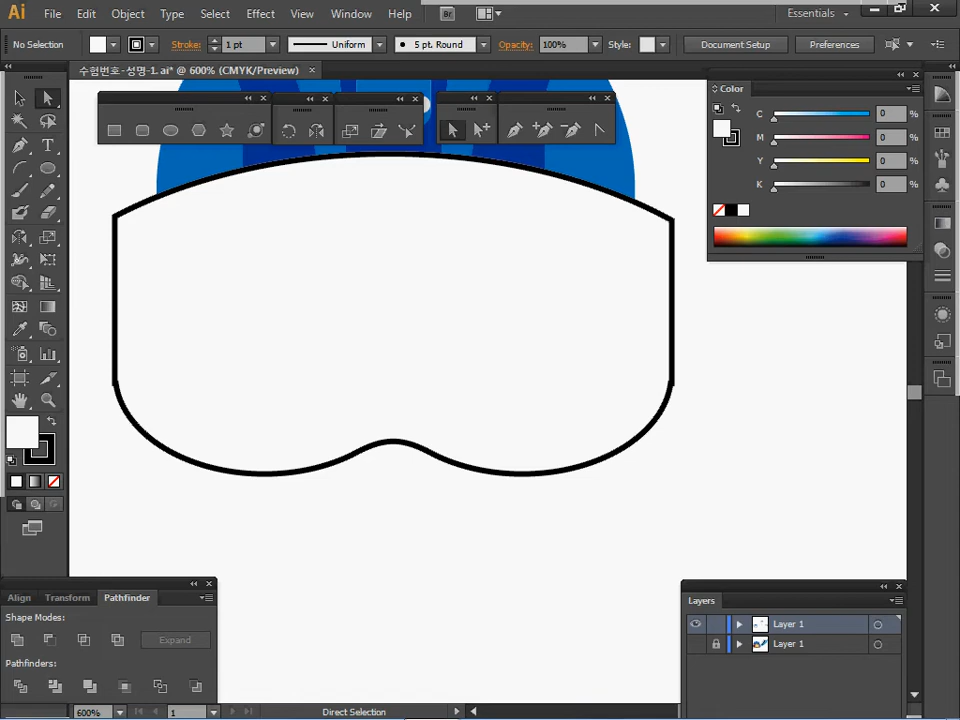 Ai File Edit Object Type Select Effect View Window Help Br Essentials
No Selection Stroke: 1 pt Uniform 5 pt. Round Opacity: 100% Style: Document Setup Preferences
수험번호-성명-1. ai* @ 600% (CMYK/Preview)
Color
C 0 %
M 0 %
Y 0 %
K 0 %
Align Transform Pathfinder
Shape Modes:
Expand
Pathfinders:
Layers
Layer 1
Layer 1
600% 1 Direct Selection